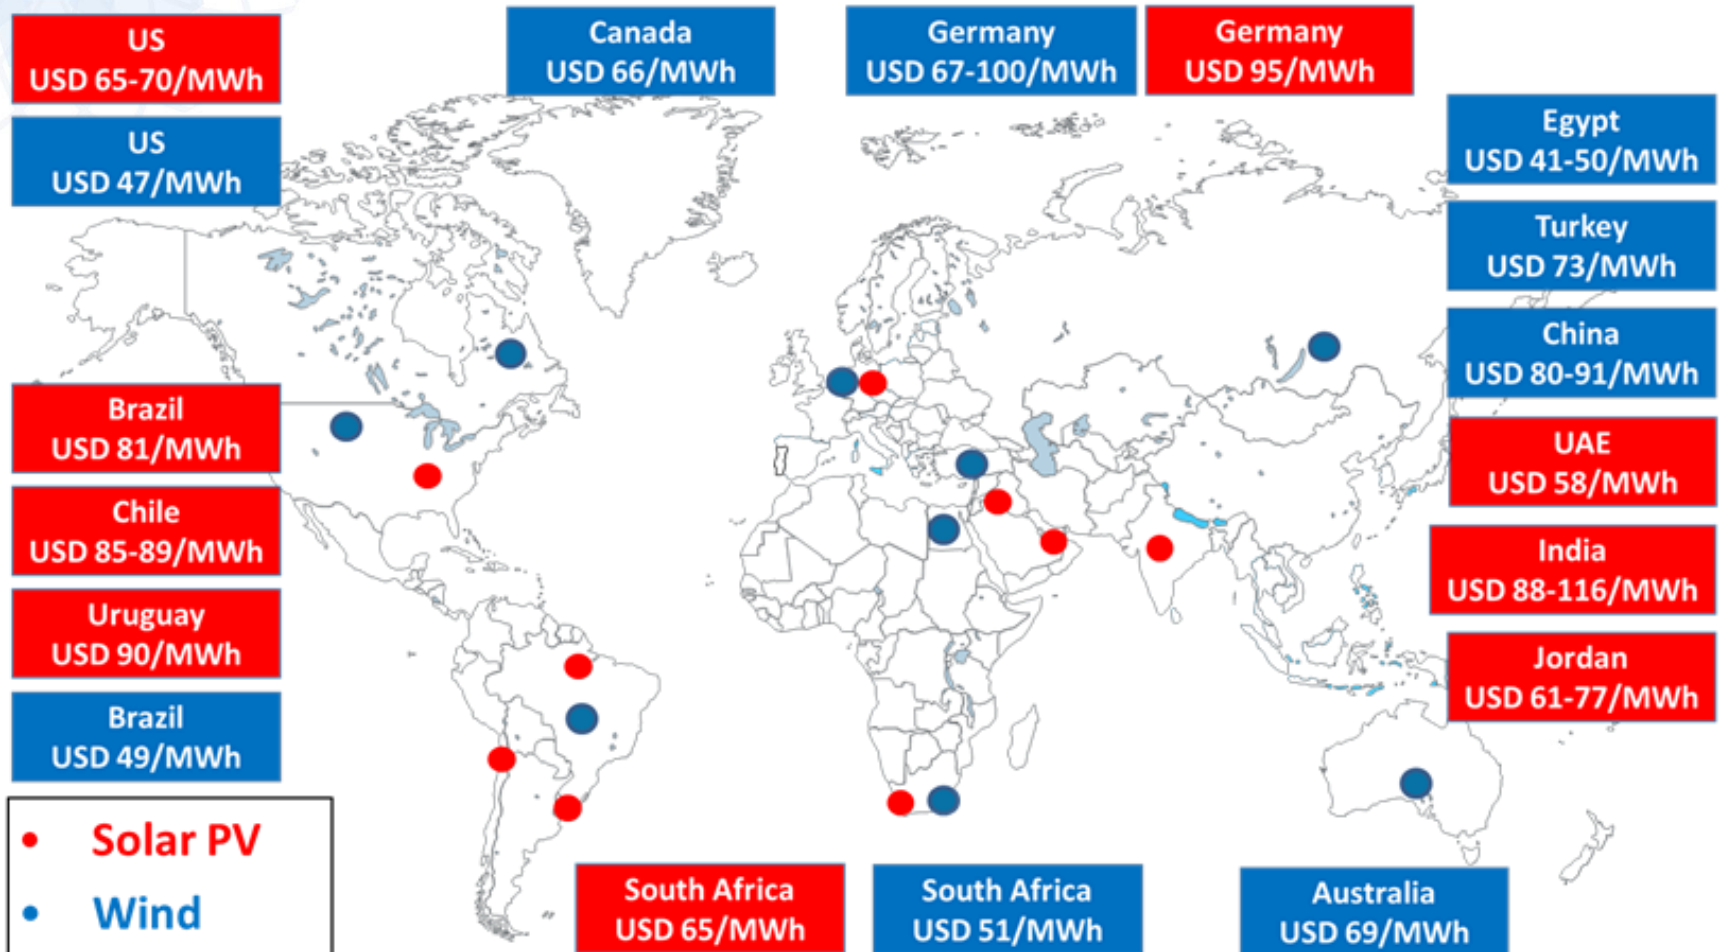 US
USD 65-70/MWh
US
USD 47/MWh
Canada
USD 66/MWh
Germany
USD 67-100/MWh
Germany
USD 95/MWh
Egypt
USD 41-50/MWh
Turkey
USD 73/MWh
China
USD 80-91/MWh
UAE
USD 58/MWh
India
USD 88-116/MWh
Jordan
USD 61-77/MWh
Brazil
USD 81/MWh
Chile
USD 85-89/MWh
Uruguay
USD 90/MWh
Brazil
USD 49/MWh
• Solar PV
• Wind
South Africa
USD 65/MWh
South Africa
USD 51/MWh
Australia
USD 69/MWh